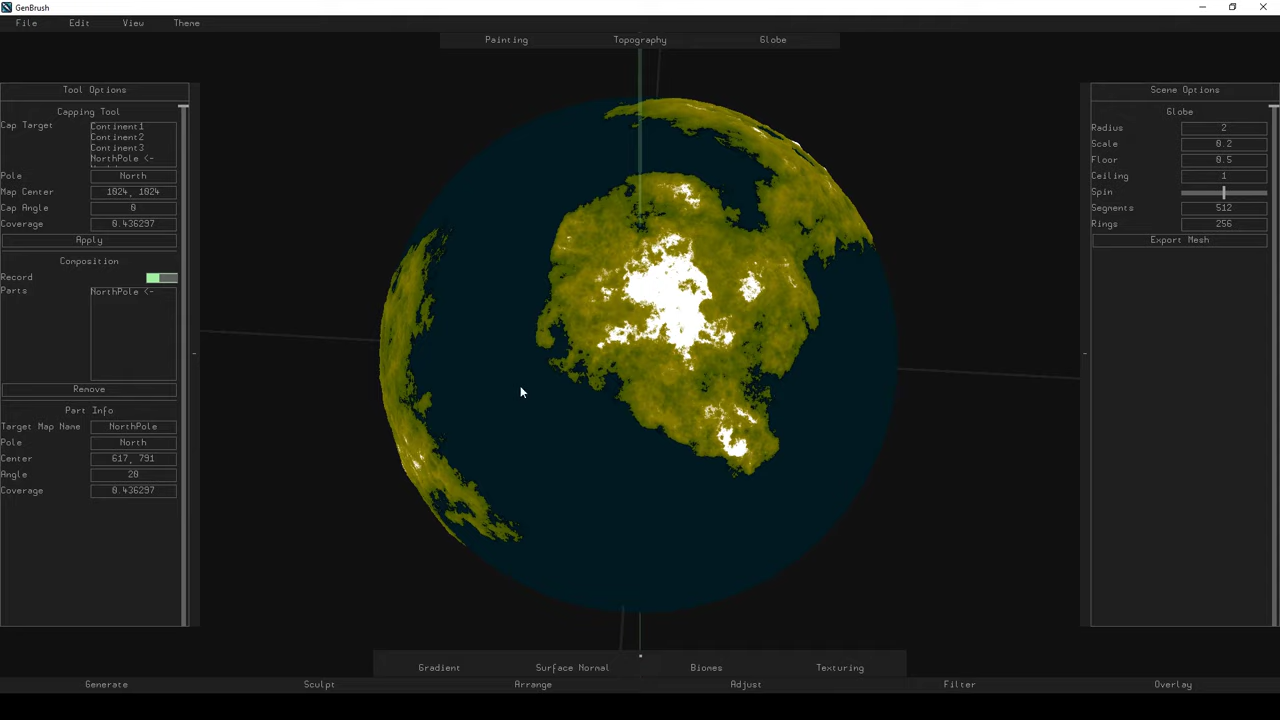 GenBrush
File Edit View Theme
Painting Topography Globe
Tool Options
Capping Tool
Cap Target
Continent1
Continent2
Continent3
NorthPole <-
Pole North
Map Center 1024, 1024
Cap Angle 0
Coverage 0.436297
Apply
Composition
Record
Parts NorthPole <-
Remove
Part Info
Target Map Name NorthPole
Pole North
Center 617, 791
Angle 20
Coverage 0.436297
Scene Options
Globe
Radius 2
Scale 0.2
Floor 0.5
Ceiling 1
Spin
Segments 512
Rings 256
Export Mesh
Gradient Surface Normal Biomes Texturing
Generate Sculpt Arrange Adjust Filter Overlay